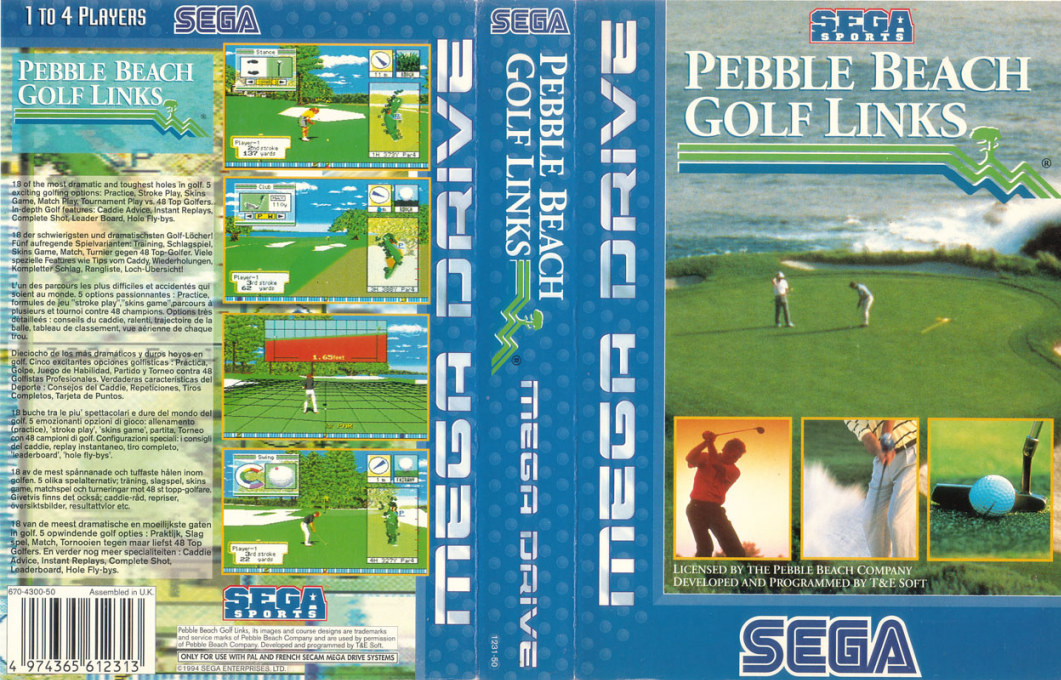 1 TO 4 PLAYERS
SEGA
PEBBLE BEACH
GOLF LINKS
®
18 of the most dramatic and toughest holes in golf. 5
exciting golfing options: Practice, Stroke Play, Skins
Game, Match Play, Tournament Play vs. 48 Top Golfers.
In-depth Golf features: Caddie Advice, Instant Replays,
Complete Shot, Leader Board, Hole Fly-bys.
18 der schwierigsten und dramatischsten Golf-Löcher!
Fünf aufregende Spielvarianten: Training, Schlagspiel,
Skins Game, Match, Turnier gegen 48 Top-Golfer. Viele
spezielle Features wie Tips vom Caddy, Wiederholungen,
Kompletter Schlag, Rangliste, Loch-Übersicht!
L'un des parcours les plus difficiles et accidentés qui
soient au monde. 5 options passionnantes : Practice,
formules de jeu "stroke play","skins game",parcours à
plusieurs et tournoi contre 48 champions. Options très
détaillées : conseils du caddie, ralenti, trajectoire de la
balle, tableau de classement, vue aérienne de chaque
trou.
Dieciocho de los más dramáticos y duros hoyos en
golf. Cinco excitantes opciones golfísticas : Práctica,
Golpe, Juego de Habilidad, Partido y Torneo contra 48
Golfistas Profesionales. Verdaderas características del
Deporte : Consejos del Caddie, Repeticiones, Tiros
Completos, Tarjeta de Puntos.
18 buche tra le piu' spettacolari e dure del mondo del
golf. 5 emozionanti opzioni di gioco: allenamento
(practice), 'stroke play', 'skins game', partita, Torneo
con 48 campioni di golf. Configurazioni speciali: i consigli
del caddie, replay instantaneo, tiro completo,
'leaderboard', 'hole fly-bys'.
18 av de mest spännanade och tuffaste hålen inom
golfen. 5 olika spelalternativ; träning, slagspel, skins
game, matchspel och turneringar mot 48 st topp-golfare.
Givetvis finns det också; caddie-råd, repriser,
översiktsbilder, resultattvlor etc.
18 van de meest dramatische en moeilijkste gaten
in golf. 5 opwindende golf opties : Praktijk, Slag
Spel, Match, Tornooien tegen maar liefst 48 Top
Golfers. En verder nog meer specialiteiten : Caddie
Advice, Instant Replays, Complete Shot,
Leaderboard, Hole Fly-bys.
670-4300-50
Assembled in U.K.
4 974365 612313
Stance
11m
Player-1
2nd stroke
137 yards
1H 377Y Par4
Club
110y
PW
Player-1
3rd stroke
62 yards
3H 388Y Par4
1.65feet
Swing
1m
FAIRWAY
Player-1
3rd stroke
22 yards
4H 327Y Par4
SEGA
SPORTS
Pebble Beach Golf Links, its images and course designs are trademarks
and service marks of Pebble Beach Company and are used by permission
of Pebble Beach Company. Developed and programmed by T&E Soft.
ONLY FOR USE WITH PAL AND FRENCH SECAM MEGA DRIVE SYSTEMS
©1994 SEGA ENTERPRISES, LTD.
MEGA DRIVE
SEGA
PEBBLE BEACH
GOLF LINKS
®
MEGA DRIVE
1231-50
MEGA DRIVE
SEGA
SPORTS
PEBBLE BEACH
GOLF LINKS
®
LICENSED BY THE PEBBLE BEACH COMPANY
DEVELOPED AND PROGRAMMED BY T&E SOFT
SEGA